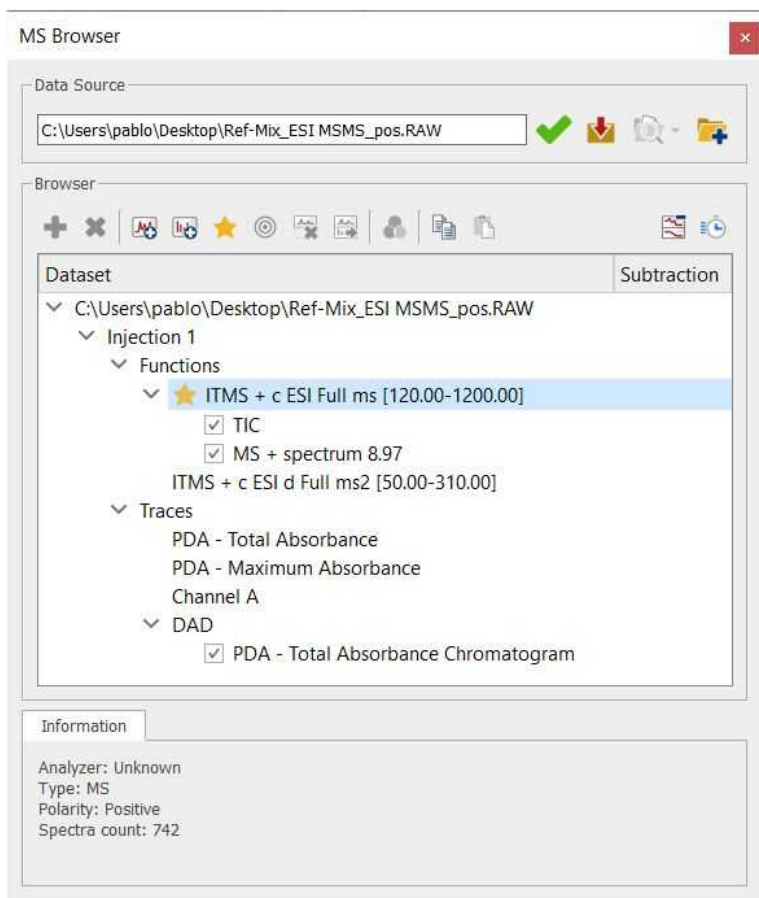 MS Browser
Data Source
C:\Users\pablo\Desktop\Ref-Mix_ESI MSMS_pos.RAW
Browser
Dataset Subtraction
C:\Users\pablo\Desktop\Ref-Mix_ESI MSMS_pos.RAW
Injection 1
Functions
ITMS + c ESI Full ms [120.00-1200.00]
TIC
MS + spectrum 8.97
ITMS + c ESI d Full ms2 [50.00-310.00]
Traces
PDA - Total Absorbance
PDA - Maximum Absorbance
Channel A
DAD
PDA - Total Absorbance Chromatogram
Information
Analyzer: Unknown
Type: MS
Polarity: Positive
Spectra count: 742